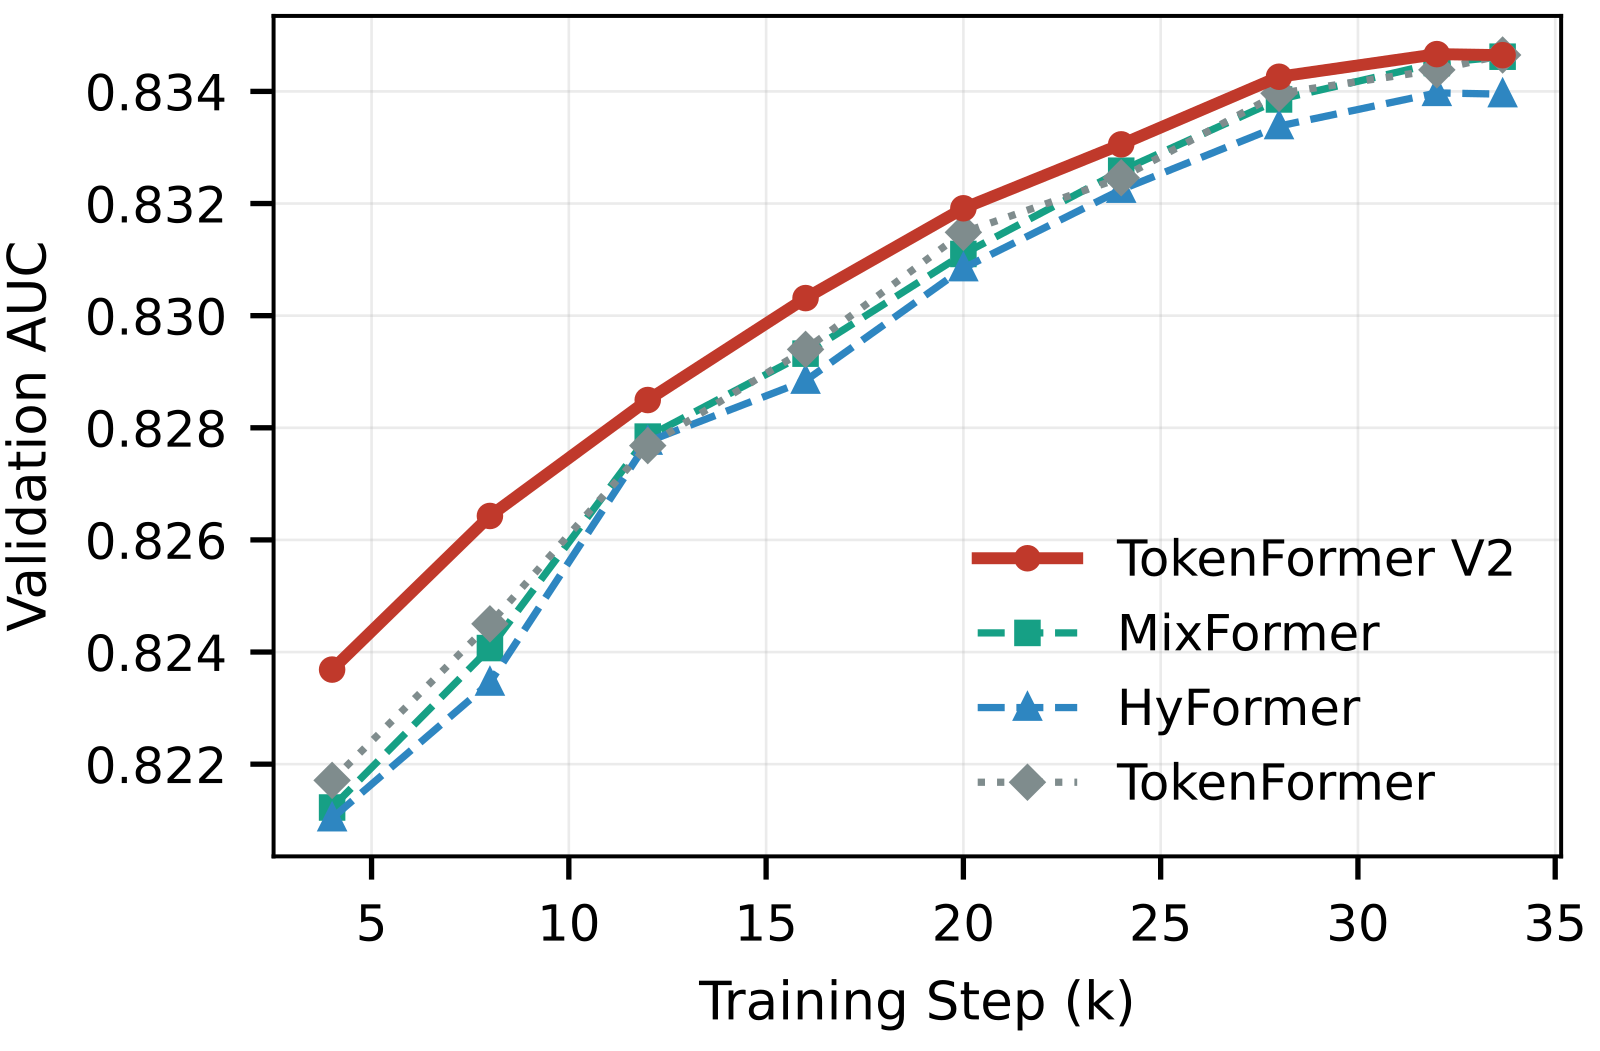 Validation AUC
0.834
0.832
0.830
0.828
0.826
0.824
0.822
TokenFormer V2
MixFormer
HyFormer
TokenFormer
5 10 15 20 25 30 35
Training Step (k)